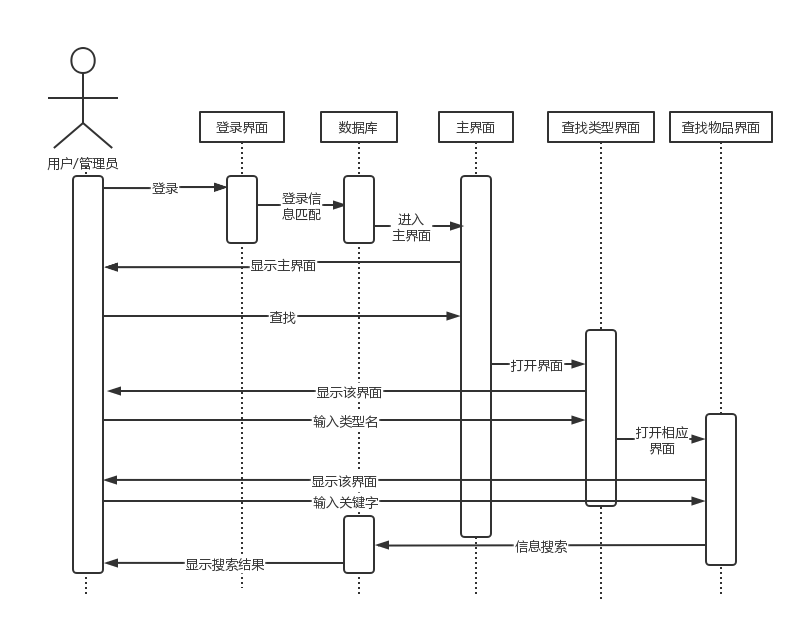 登录界面
数据库
主界面
查找类型界面
查找物品界面
用户/管理员
登录
登录信
息匹配
进入
主界面
显示主界面
查找
打开界面
显示该界面
输入类型名
打开相应
界面
显示该界面
输入关键字
信息搜索
显示搜索结果